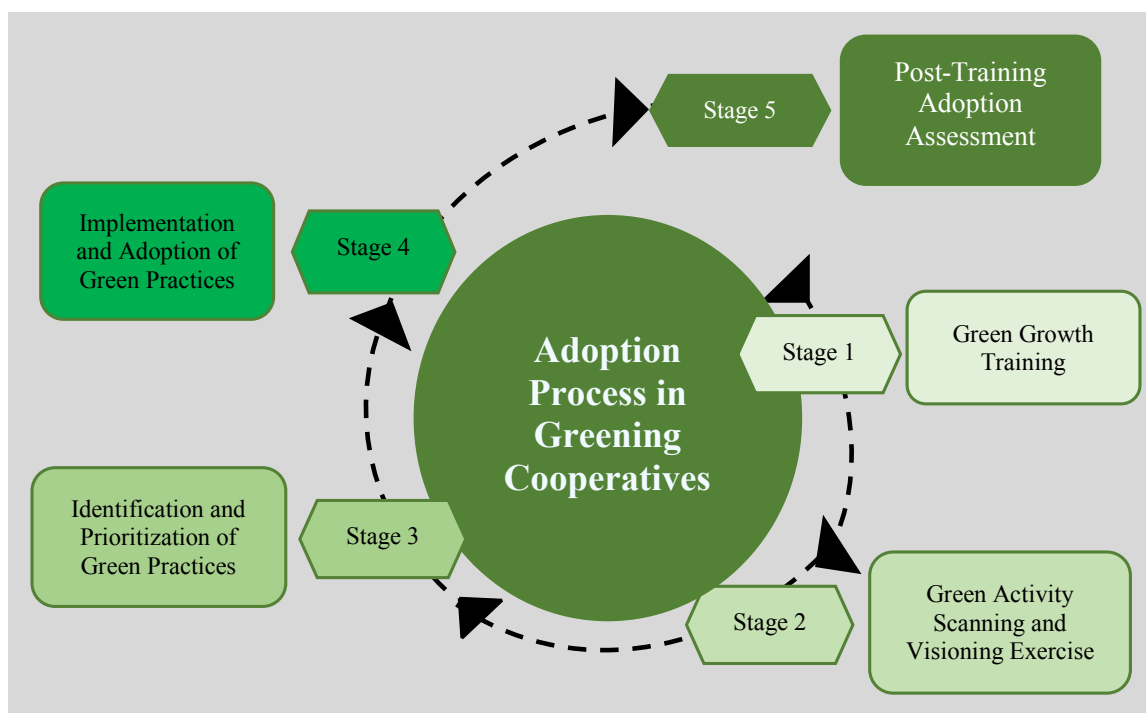 Adoption
Process in
Greening
Cooperatives
Stage 1
Green Growth
Training
Stage 2
Green Activity
Scanning and
Visioning Exercise
Stage 3
Identification and
Prioritization of
Green Practices
Stage 4
Implementation
and Adoption of
Green Practices
Stage 5
Post-Training
Adoption
Assessment